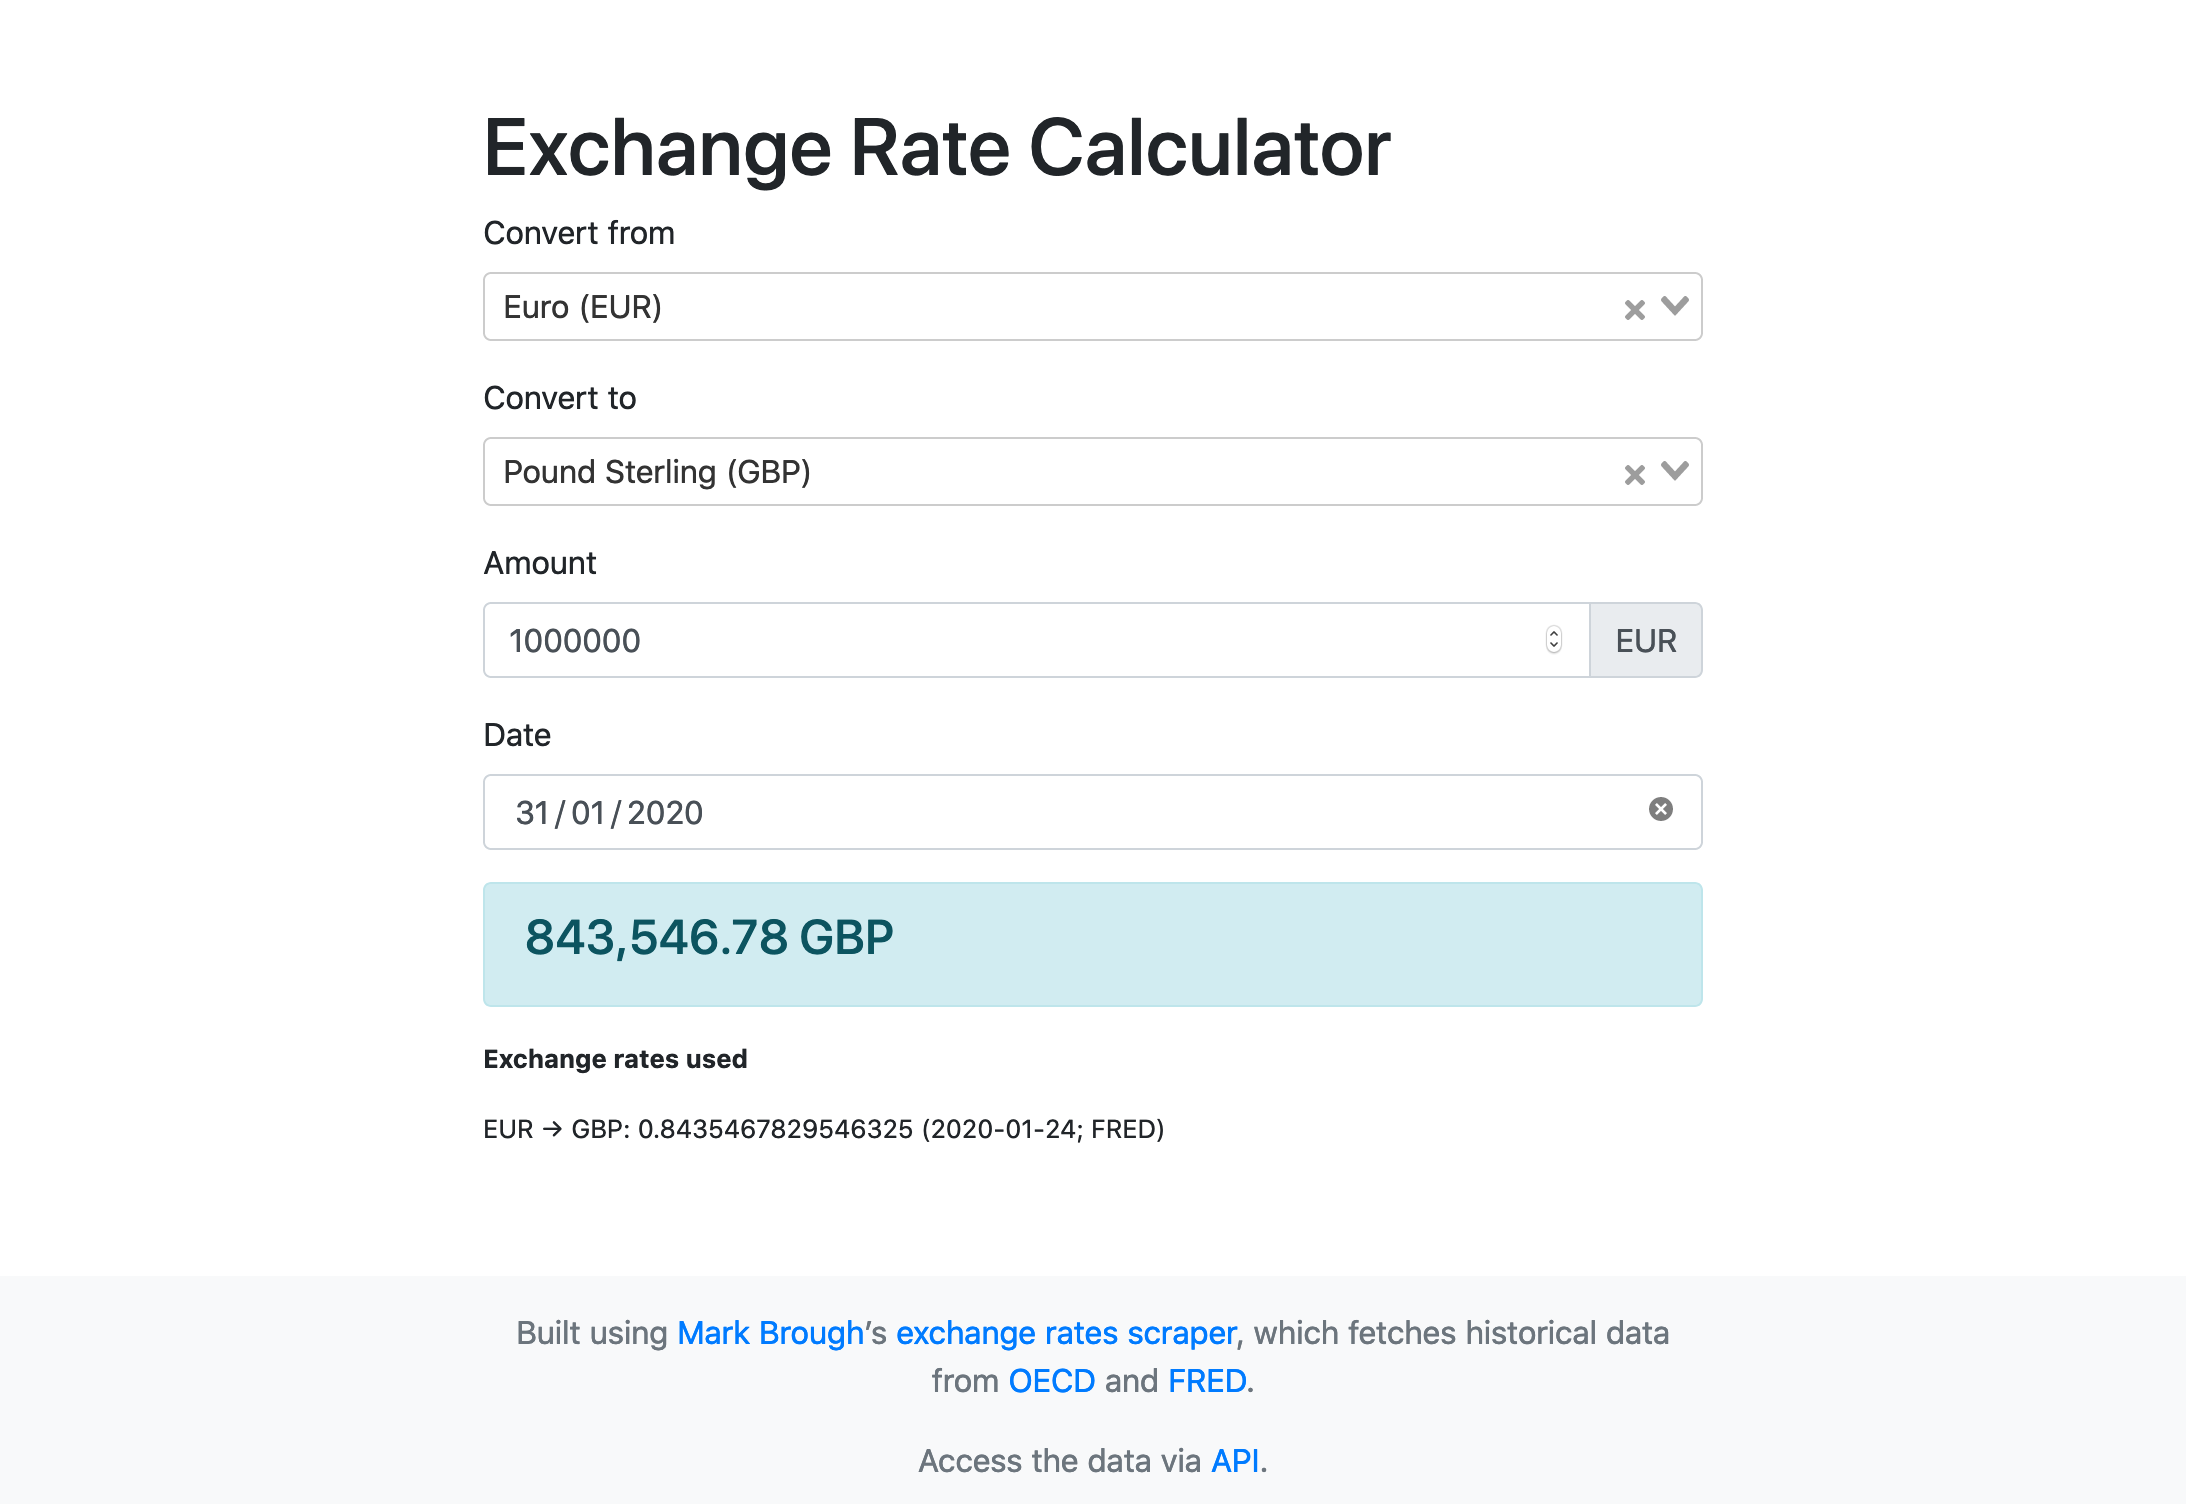 Exchange Rate Calculator
Convert from
Euro (EUR)
Convert to
Pound Sterling (GBP)
Amount
1000000 EUR
Date
31/01/2020
843,546.78 GBP
Exchange rates used
EUR → GBP: 0.8435467829546325 (2020-01-24; FRED)
Built using Mark Brough’s exchange rates scraper, which fetches historical data
from OECD and FRED.
Access the data via API.